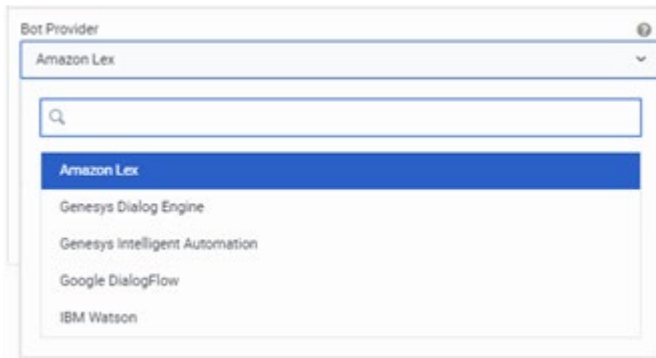 Bot Provider
Amazon Lex
Amazon Lex
Genesys Dialog Engine
Genesys Intelligent Automation
Google DialogFlow
IBM Watson